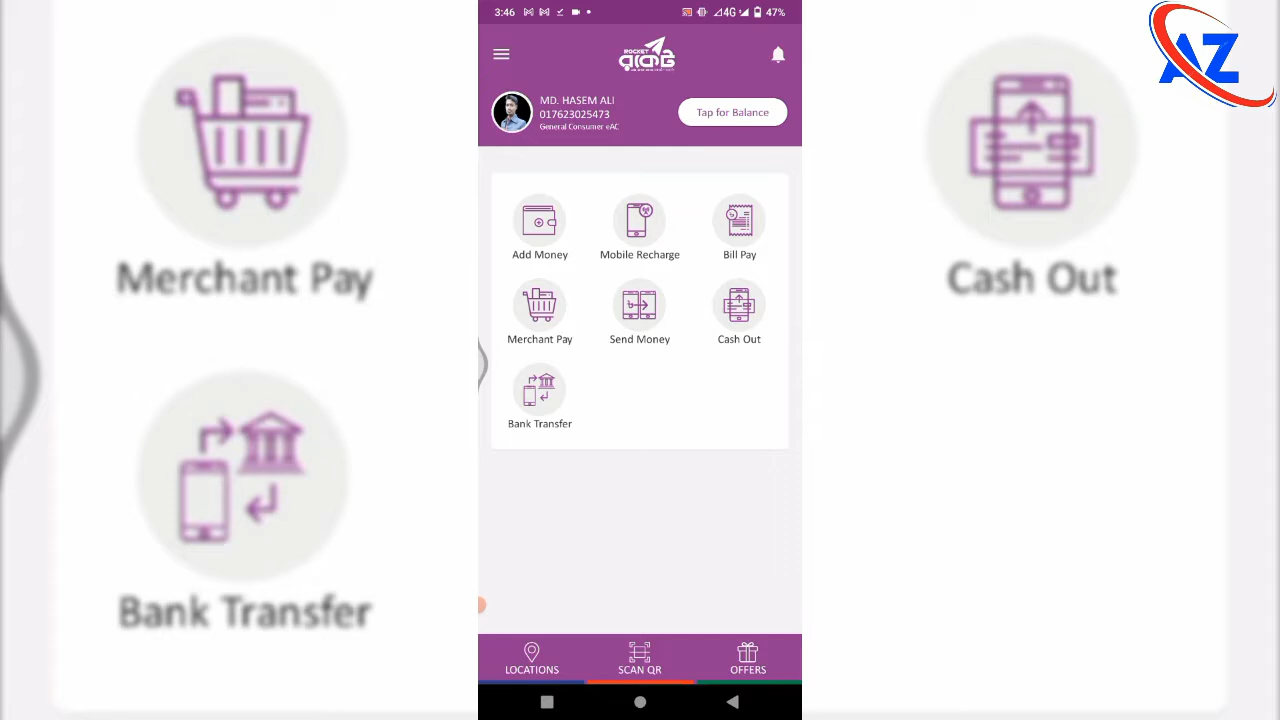 3:46
4G 47%
ROCKET
রকেট
MD. HASEM ALI
017623025473
General Consumer eAC
Tap for Balance
Add Money
Mobile Recharge
Bill Pay
Merchant Pay
Send Money
Cash Out
Bank Transfer
LOCATIONS
SCAN QR
OFFERS
Merchant Pay
Bank Transfer
Cash Out
AZ